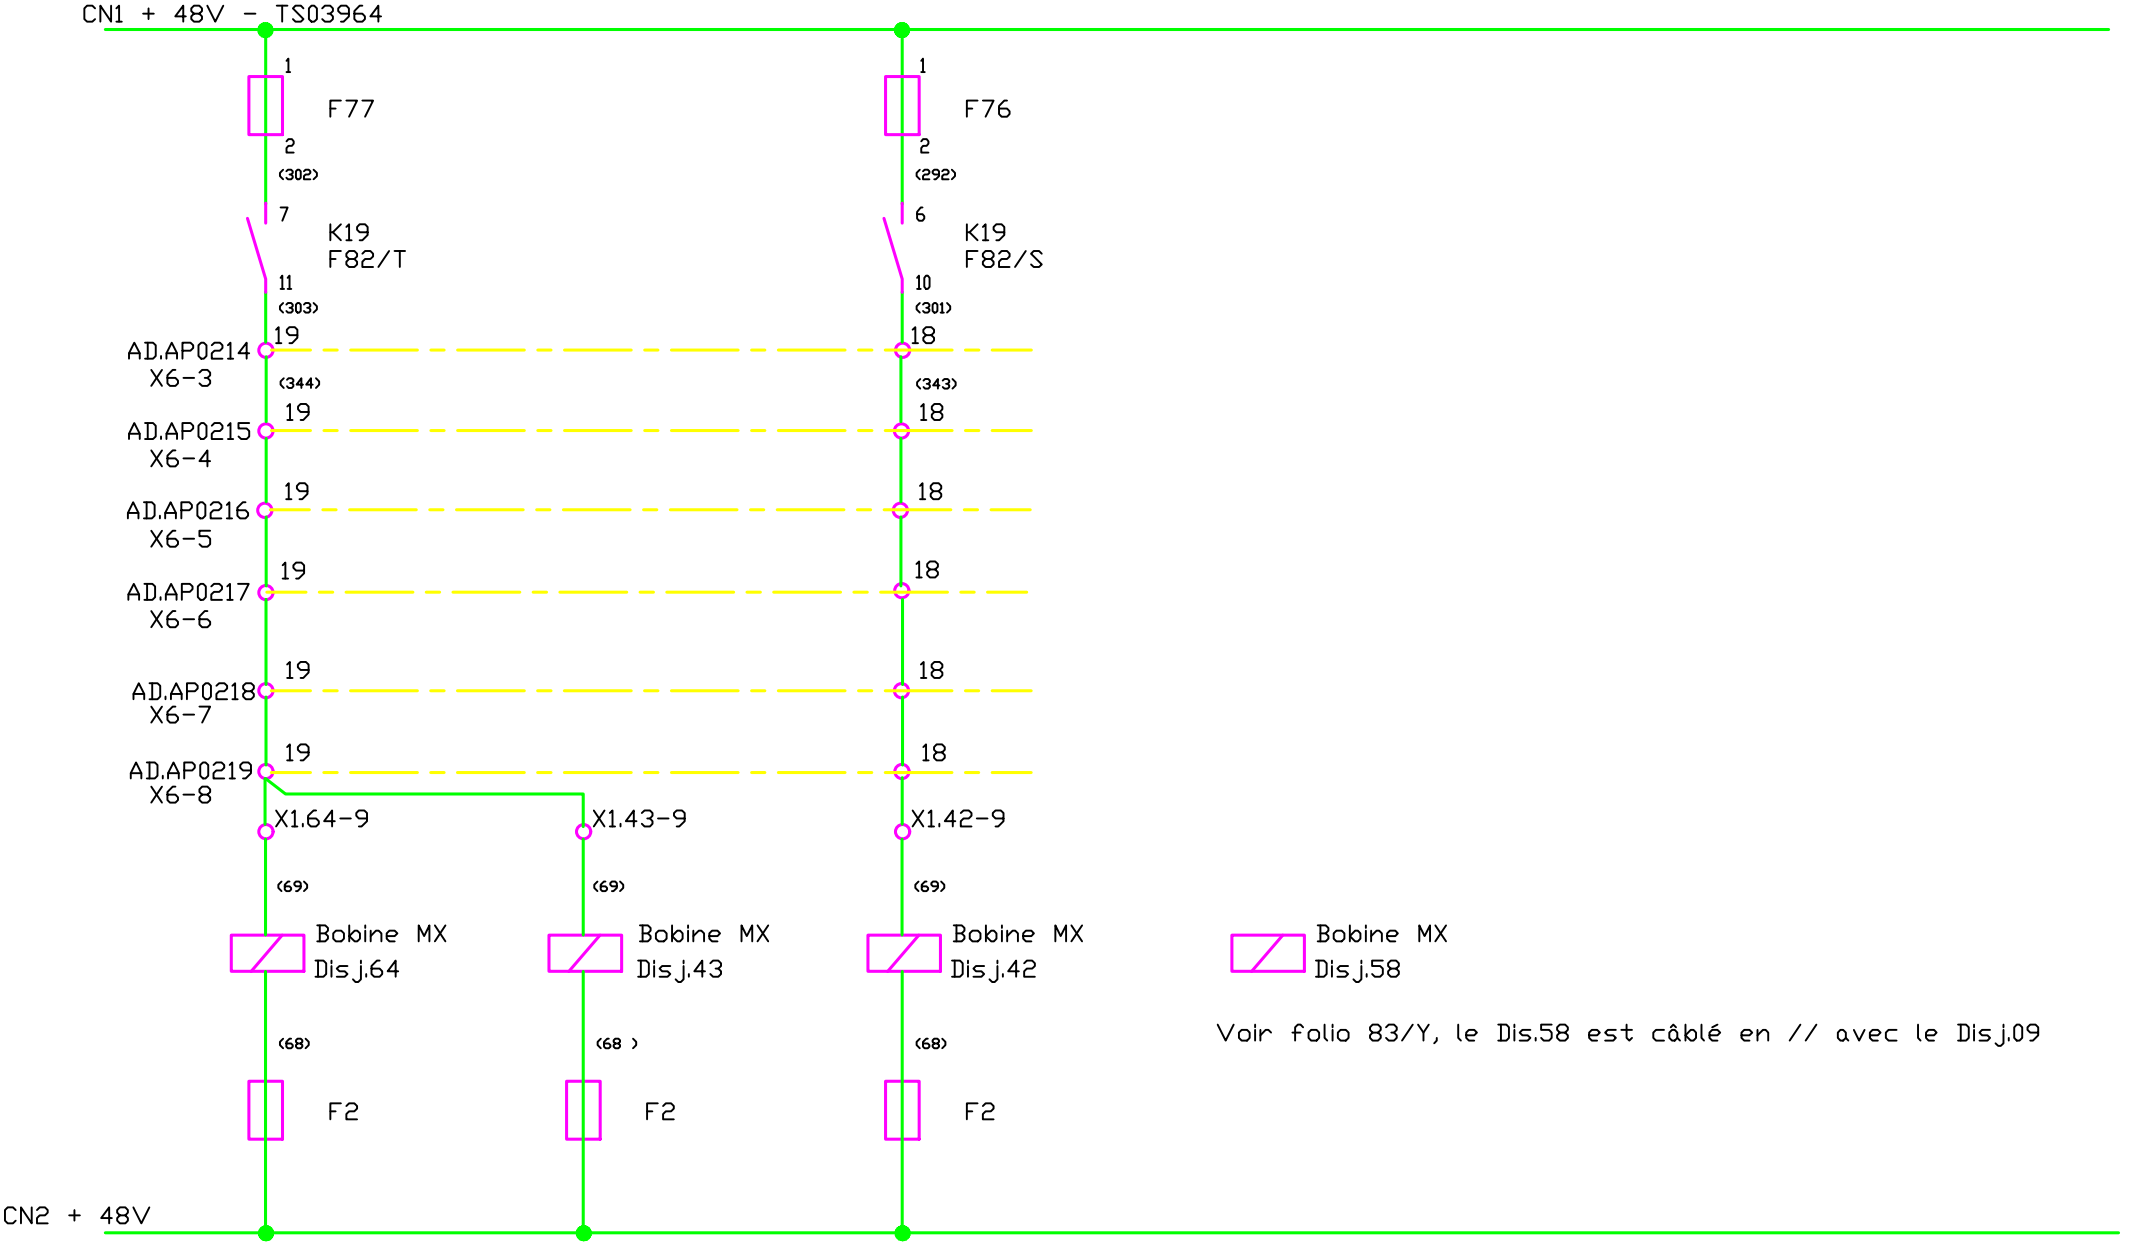 CN1 + 48V - TS03964
1
1
F77
F76
2
2
(302)
(292)
7
6
K19
K19
F82/T
F82/S
11
10
(303)
(301)
19
18
AD.AP0214
X6-3
(344)
(343)
19
18
AD.AP0215
X6-4
19
18
AD.AP0216
X6-5
19
18
AD.AP0217
X6-6
19
18
AD.AP0218
X6-7
19
18
AD.AP0219
X6-8
X1.64-9
X1.43-9
X1.42-9
(69)
(69)
(69)
Bobine MX
Disj.64
Bobine MX
Disj.43
Bobine MX
Disj.42
Bobine MX
Disj.58
Voir folio 83/Y, le Dis.58 est câblé en // avec le Disj.09
(68)
(68 )
(68)
F2
F2
F2
CN2 + 48V